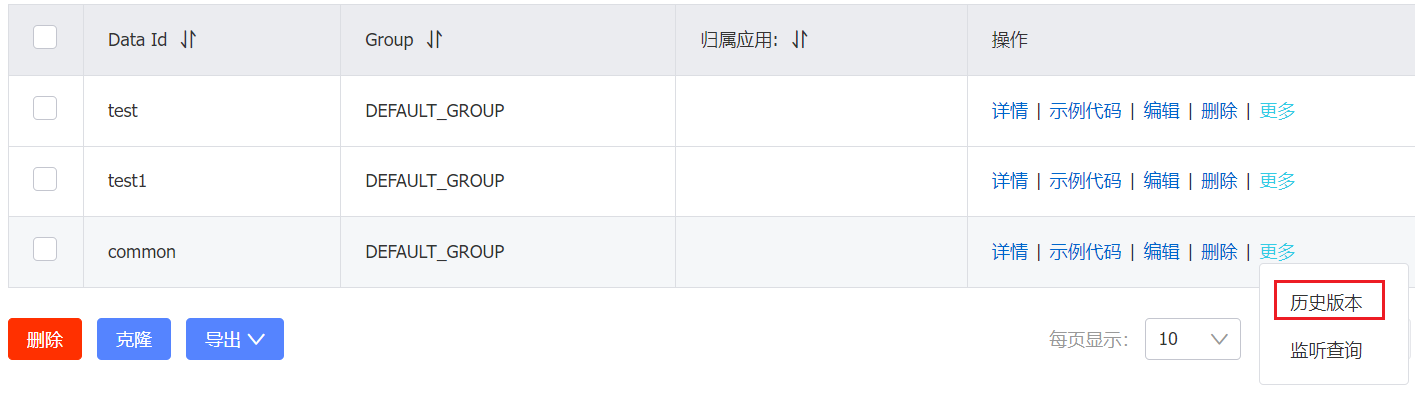 Data Id Group 归属应用: 操作
test DEFAULT_GROUP 详情 | 示例代码 | 编辑 | 删除 | 更多
test1 DEFAULT_GROUP 详情 | 示例代码 | 编辑 | 删除 | 更多
common DEFAULT_GROUP 详情 | 示例代码 | 编辑 | 删除 | 更多
历史版本
删除 克隆 导出 每页显示: 10
监听查询